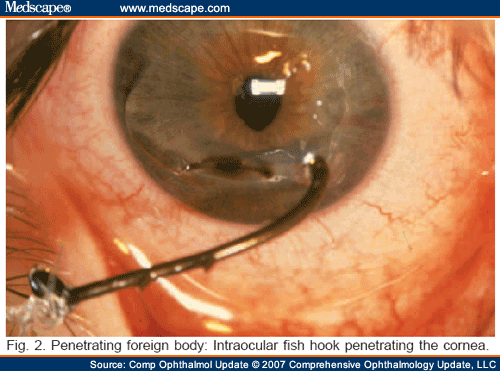 Medscape® www.medscape.com
Fig. 2. Penetrating foreign body: Intraocular fish hook penetrating the cornea.
Source: Comp Ophthalmol Update © 2007 Comprehensive Ophthalmology Update, LLC